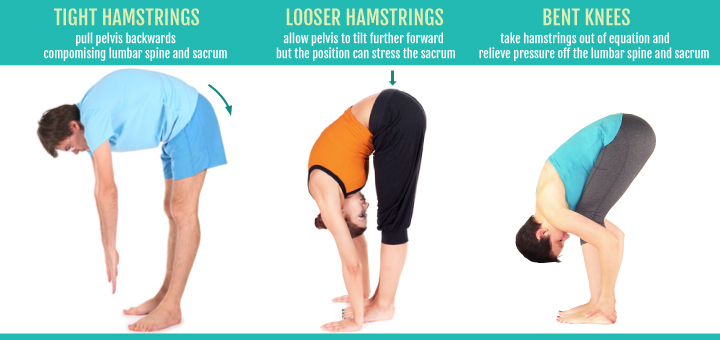 TIGHT HAMSTRINGS
pull pelvis backwards
compomising lumbar spine and sacrum
LOOSER HAMSTRINGS
allow pelvis to tilt further forward
but the position can stress the sacrum
BENT KNEES
take hamstrings out of equation and
relieve pressure off the lumbar spine and sacrum